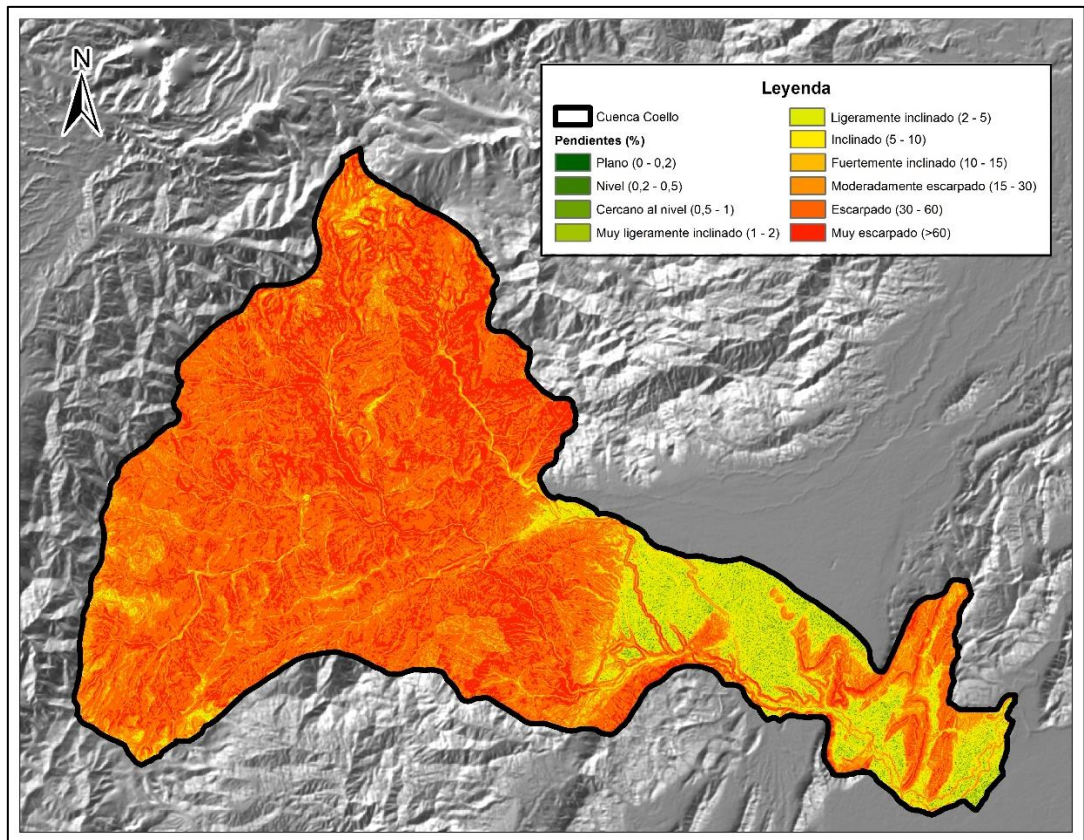 N
Leyenda
Cuenca Coello
Pendientes (%)
Plano (0 - 0,2)
Nivel (0,2 - 0,5)
Cercano al nivel (0,5 - 1)
Muy ligeramente inclinado (1 - 2)
Ligeramente inclinado (2 - 5)
Inclinado (5 - 10)
Fuertemente inclinado (10 - 15)
Moderadamente escarpado (15 - 30)
Escarpado (30 - 60)
Muy escarpado (>60)